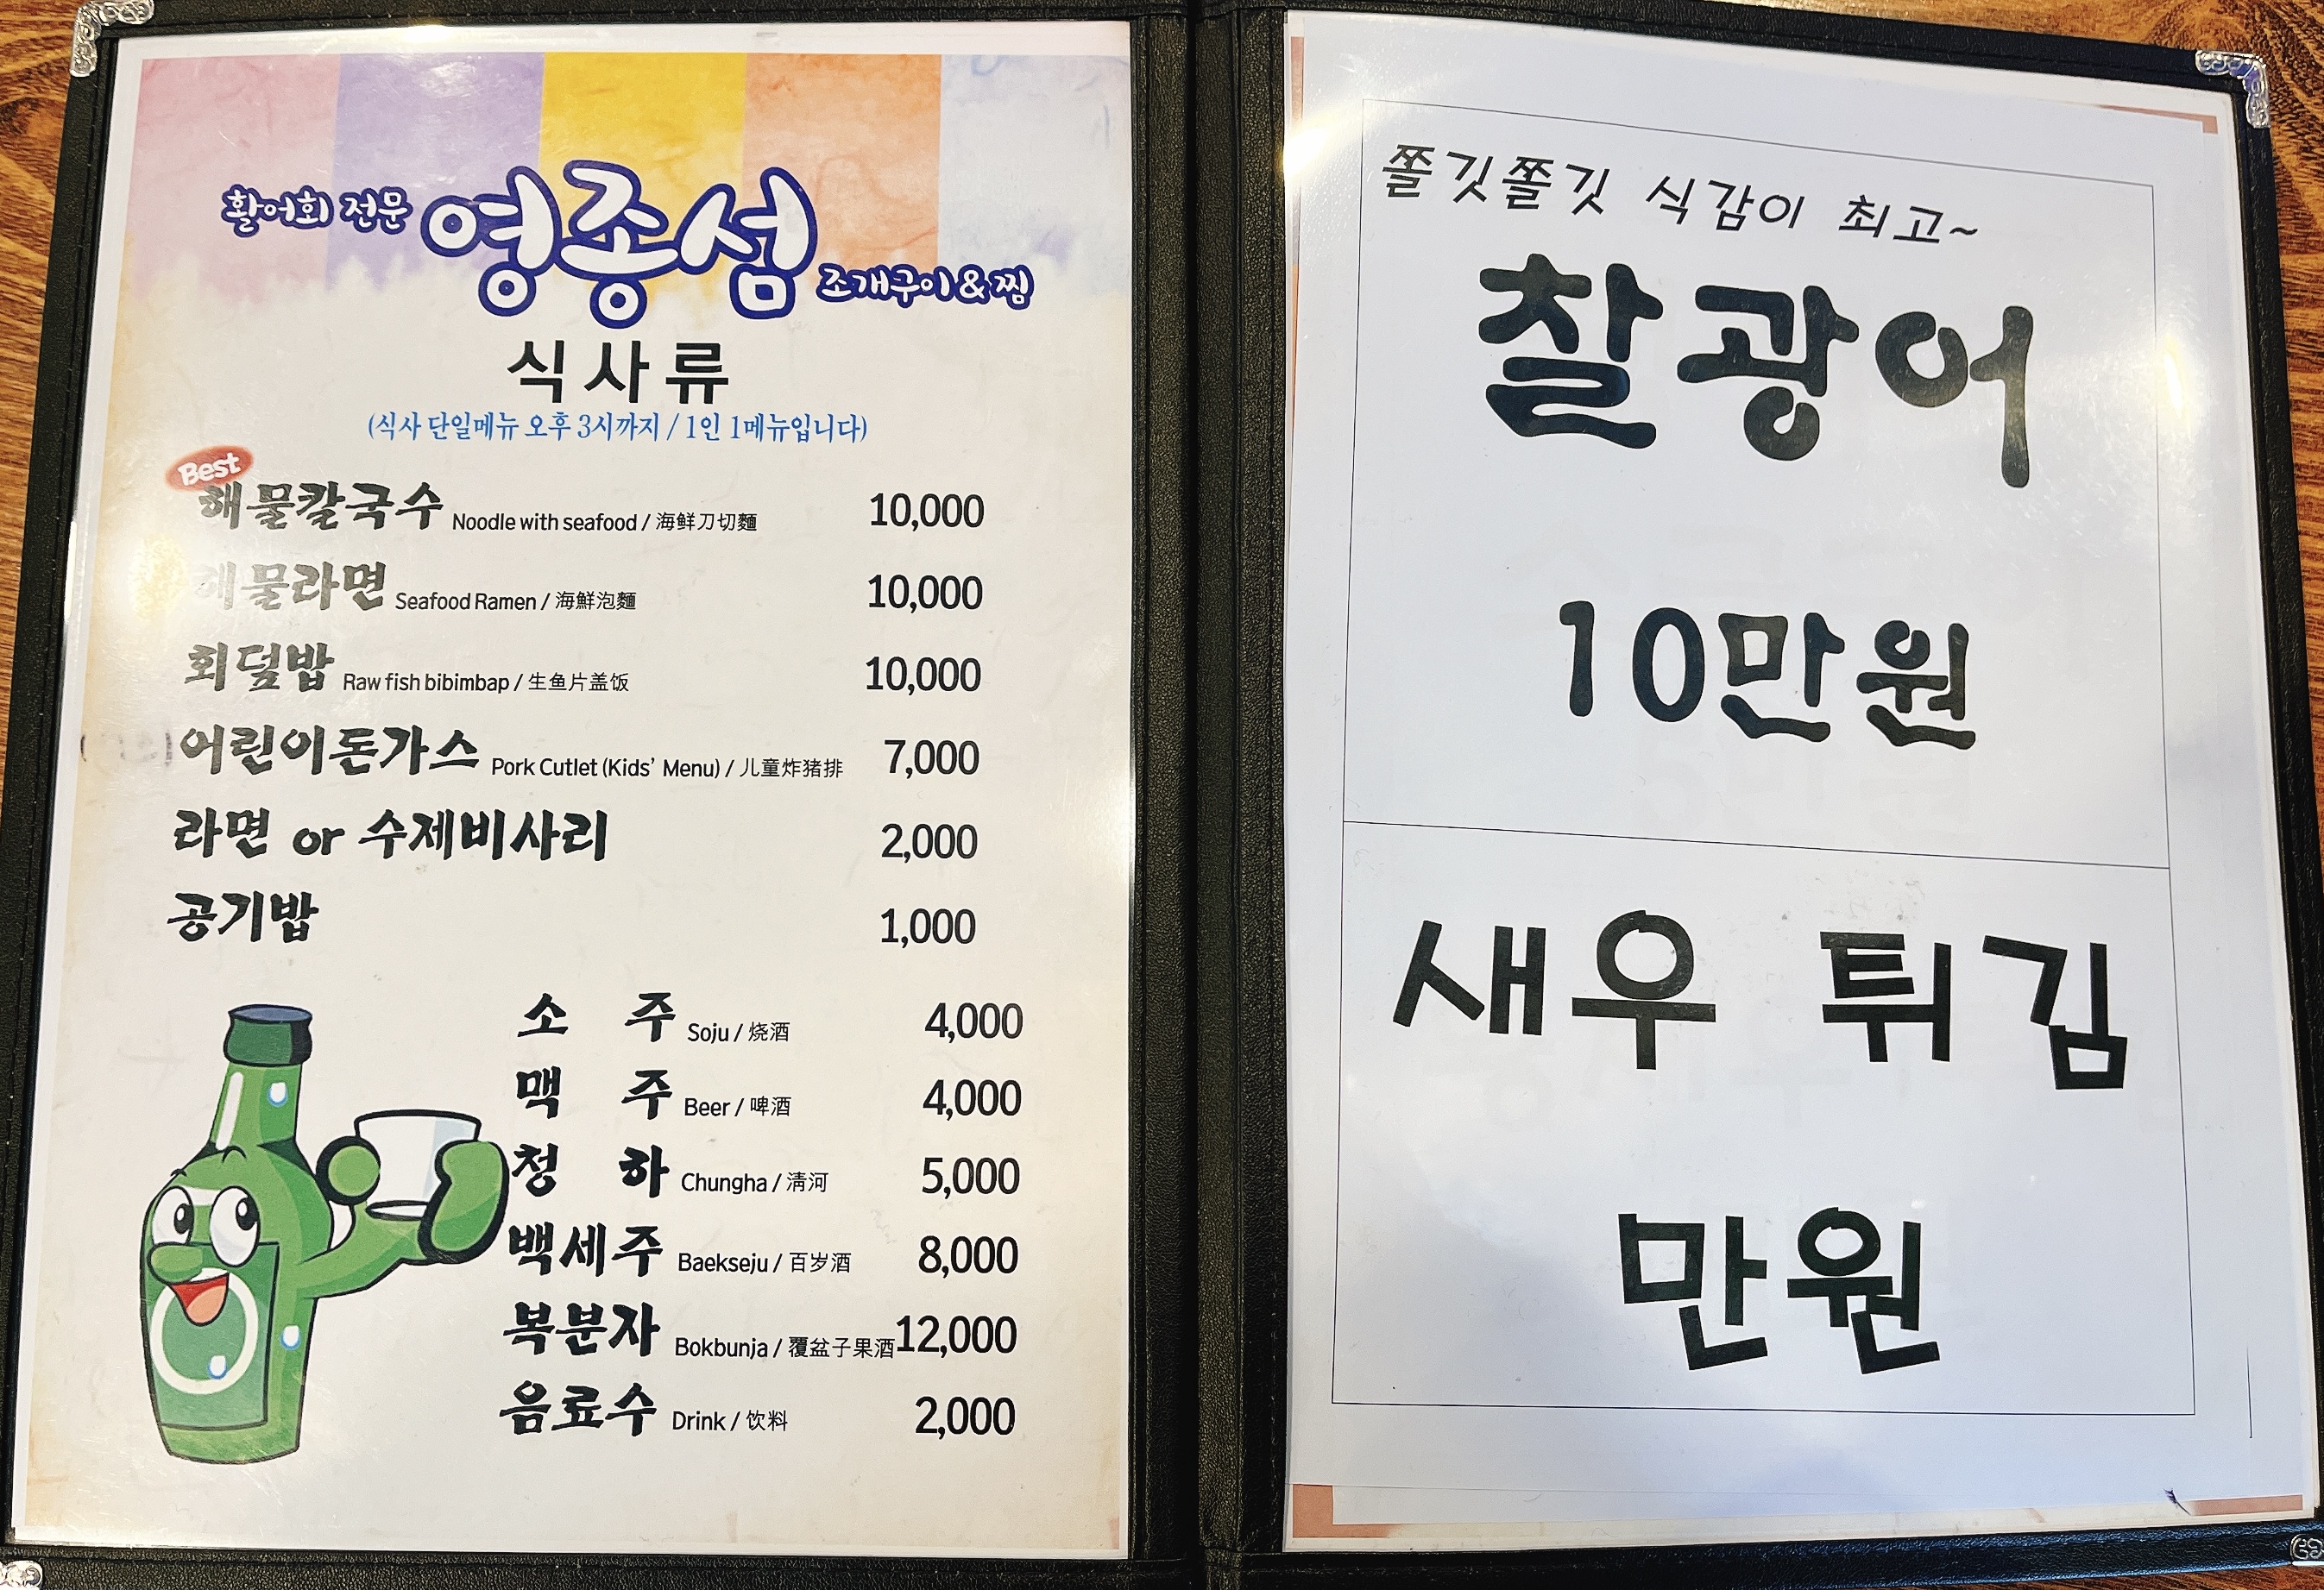 활어회 전문 영종섬 조개구이 & 찜
식사류
(식사 단일메뉴 오후 3시까지 / 1인 1메뉴입니다)
Best
해물칼국수 Noodle with seafood / 海鲜刀切麵 10,000
해물라면 Seafood Ramen / 海鮮泡麵 10,000
회덮밥 Raw fish bibimbap / 生鱼片盖饭 10,000
어린이돈가스 Pork Cutlet (Kids' Menu) / 儿童炸猪排 7,000
라면 or 수제비사리 2,000
공기밥 1,000
소 주 Soju / 烧酒 4,000
맥 주 Beer / 啤酒 4,000
청 하 Chungha / 清河 5,000
백세주 Baekseju / 百岁酒 8,000
복분자 Bokbunja / 覆盆子果酒 12,000
음료수 Drink / 饮料 2,000
쫄깃쫄깃 식감이 최고~
찰광어
10만원
새우 튀김
만원